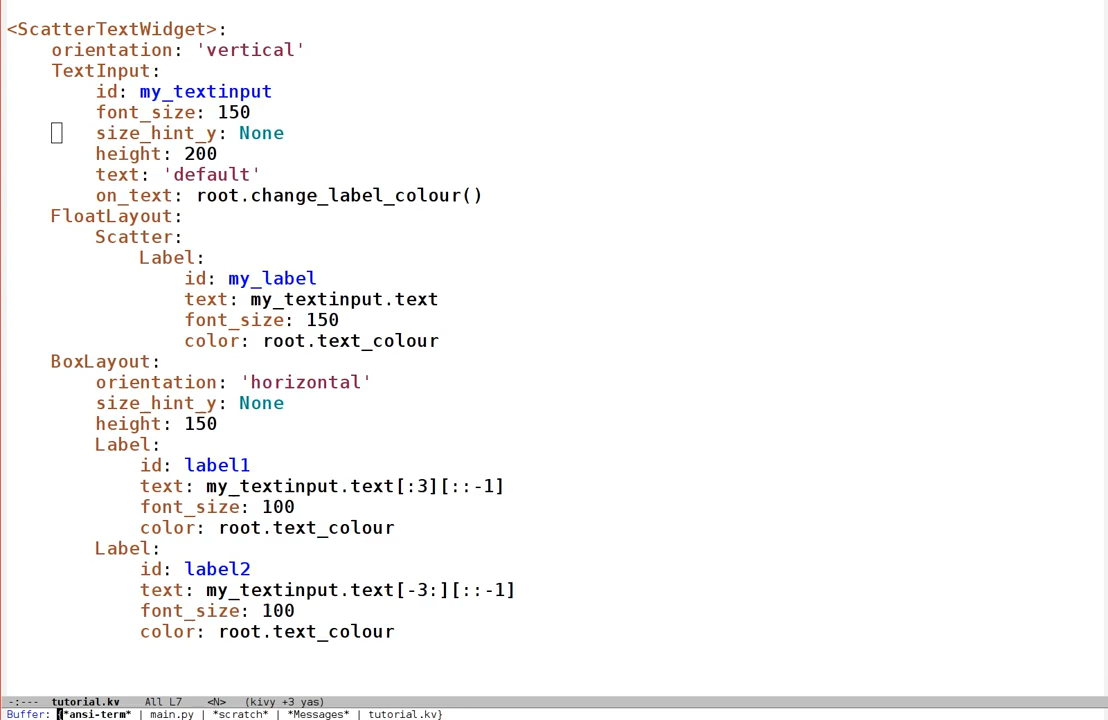 <ScatterTextWidget>:
    orientation: 'vertical'
    TextInput:
        id: my_textinput
        font_size: 150
        size_hint_y: None
        height: 200
        text: 'default'
        on_text: root.change_label_colour()
    FloatLayout:
        Scatter:
            Label:
                id: my_label
                text: my_textinput.text
                font_size: 150
                color: root.text_colour
    BoxLayout:
        orientation: 'horizontal'
        size_hint_y: None
        height: 150
        Label:
            id: label1
            text: my_textinput.text[:3][::-1]
            font_size: 100
            color: root.text_colour
        Label:
            id: label2
            text: my_textinput.text[-3:][::-1]
            font_size: 100
            color: root.text_colour
-:--- tutorial.kv All L7 <N> (kivy +3 yas)
Buffer: {*ansi-term* | main.py | *scratch* | *Messages* | tutorial.kv}